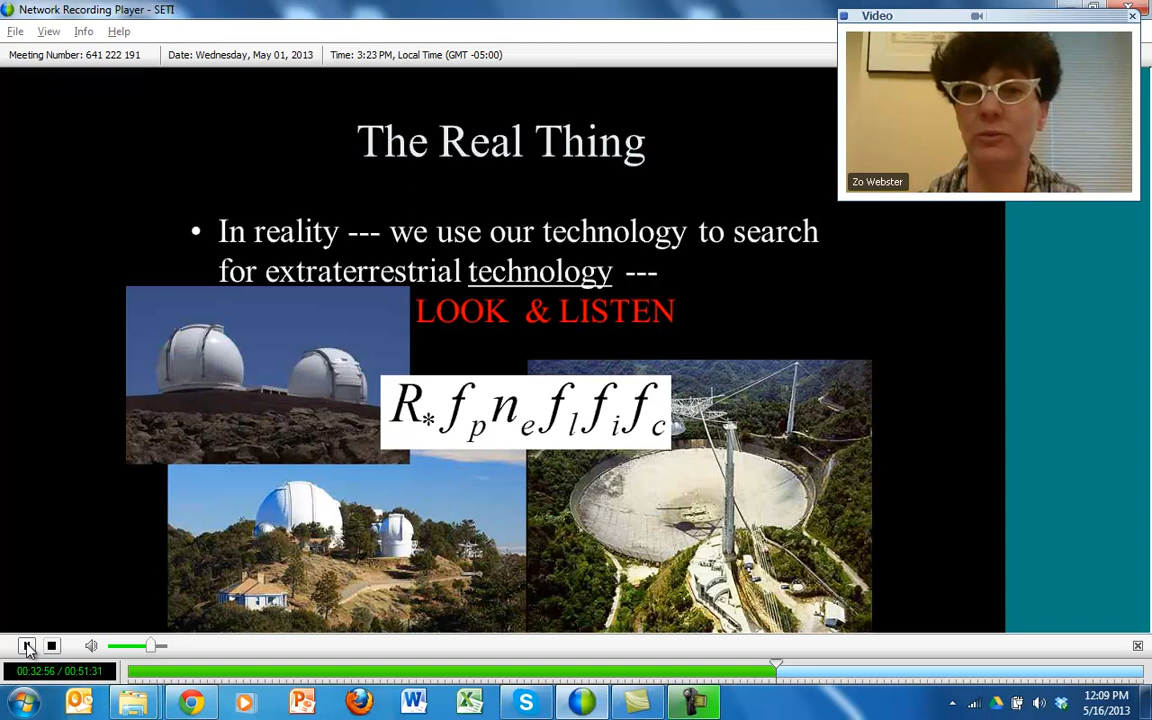 Network Recording Player - SETI
File View Info Help
Meeting Number: 641 222 191 Date: Wednesday, May 01, 2013 Time: 3:23 PM, Local Time (GMT -05:00)
Video
Zo Webster
The Real Thing
• In reality --- we use our technology to search
for extraterrestrial technology ---
LOOK & LISTEN
R* fp ne fl fi fc
00:32:56 / 00:51:31
12:09 PM
5/16/2013